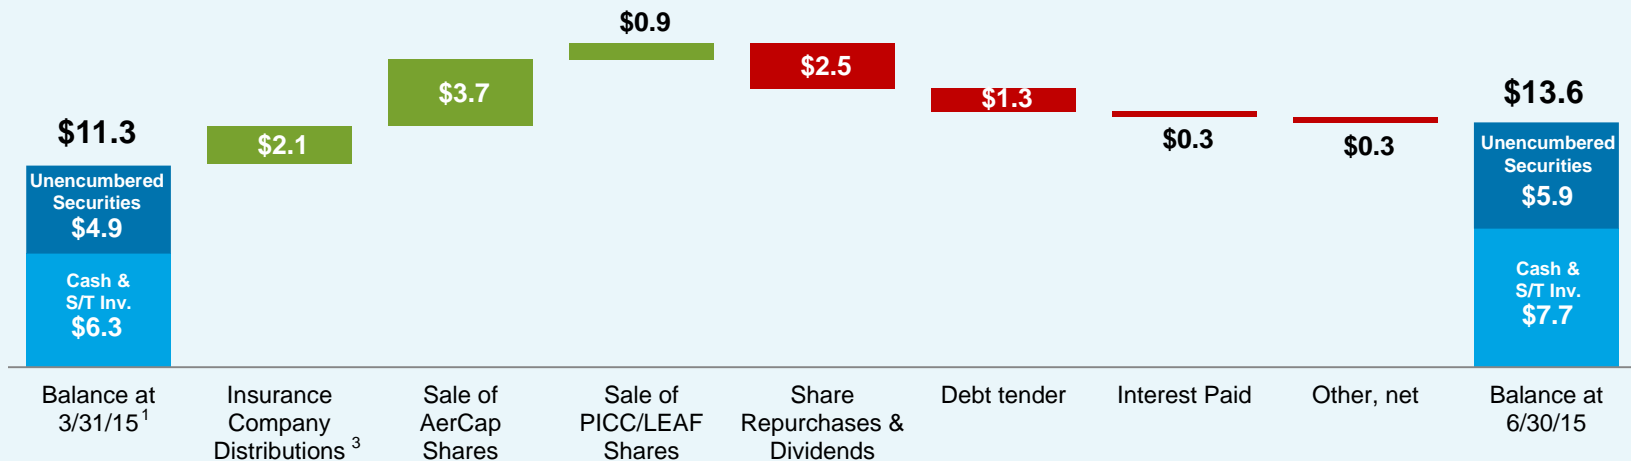 $11.3
Unencumbered
Securities
$4.9
Cash &
S/T Inv.
$6.3
$2.1
$3.7
$0.9
$2.5
$1.3
$0.3
$0.3
$13.6
Unencumbered
Securities
$5.9
Cash &
S/T Inv.
$7.7
Balance at
3/31/15¹
Insurance
Company
Distributions ³
Sale of
AerCap
Shares
Sale of
PICC/LEAF
Shares
Share
Repurchases &
Dividends
Debt tender
Interest Paid
Other, net
Balance at
6/30/15